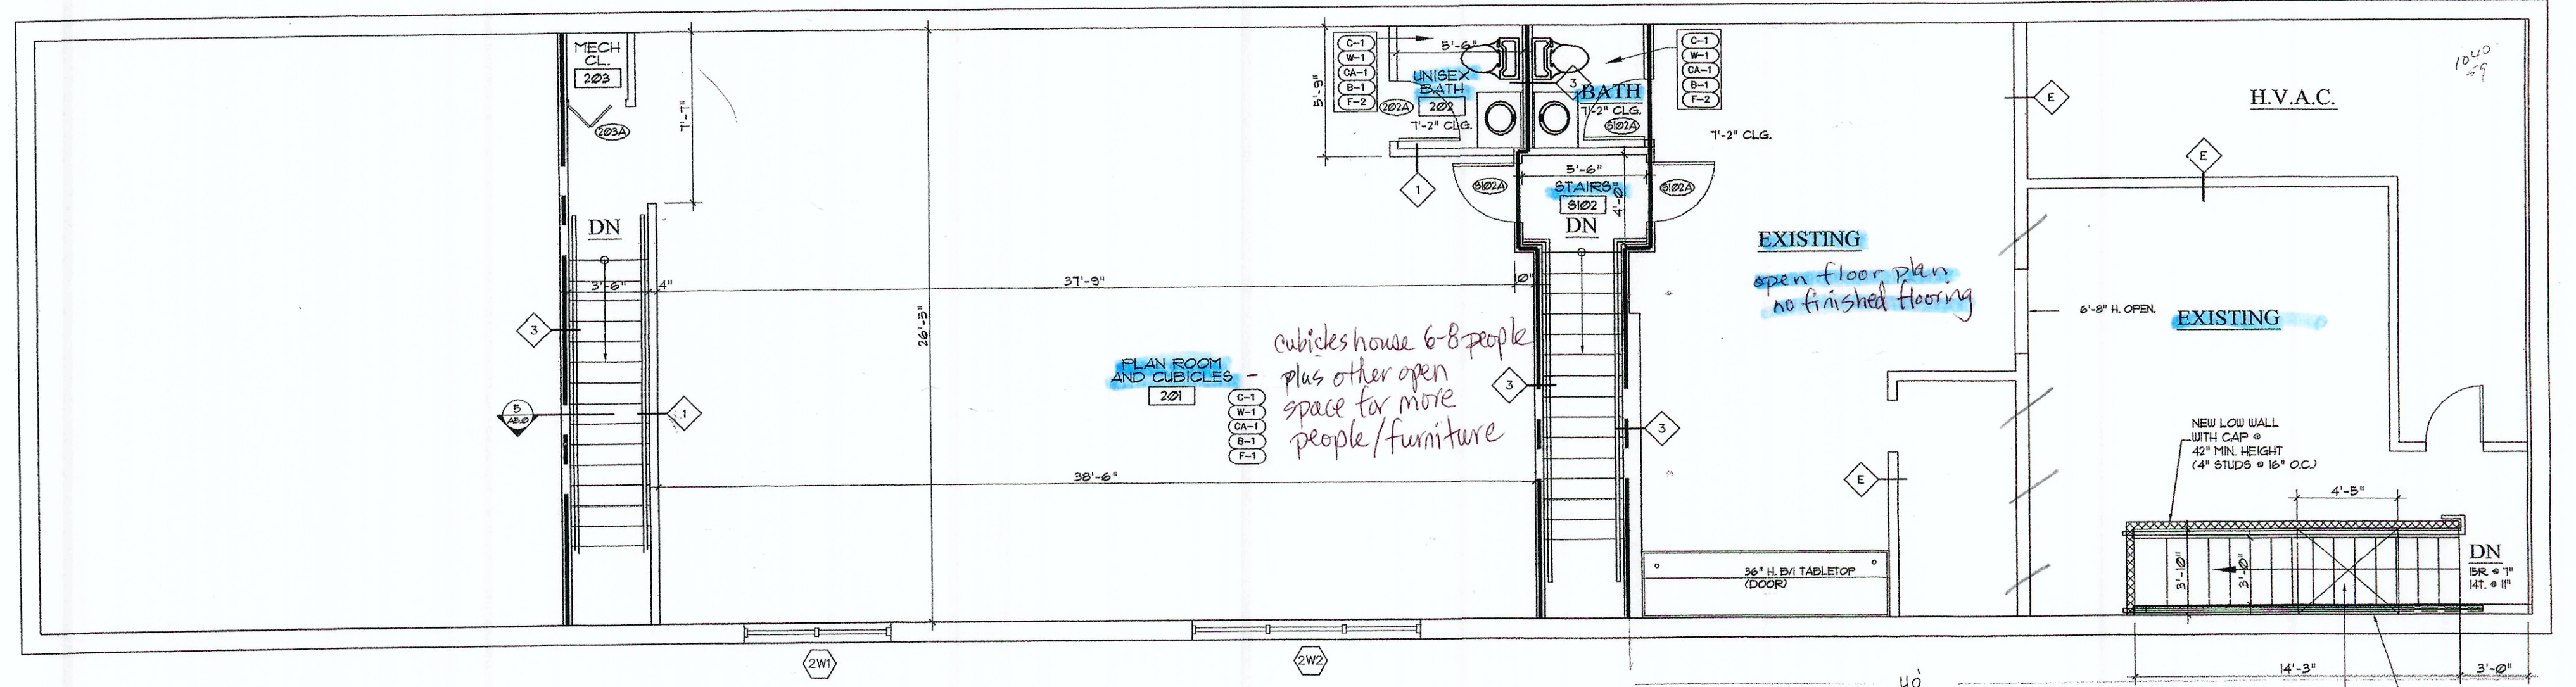 MECH
CL.
203
203A
7'-7"
DN
3'-6"
4"
3
5
A5.0
1
26'-5"
37'-9"
10"
38'-6"
PLAN ROOM
AND CUBICLES
201
C-1
W-1
CA-1
B-1
F-1
- cubicles house 6-8-people
plus other open
space for more
people/furniture
C-1
W-1
CA-1
B-1
F-2
5'-9"
5'-6"
UNISEX
BATH
202
202A
7'-2" CLG.
1
3
BATH
7'-2" CLG.
S102A
C-1
W-1
CA-1
B-1
F-2
7'-2" CLG.
S102A
5'-6"
STAIRS
S102
4'-0"
DN
S102A
3
3
EXISTING
open floor plan
no finished flooring
E
36" H. B/I TABLETOP
(DOOR)
E
E
H.V.A.C.
6'-8" H. OPEN.
EXISTING
NEW LOW WALL
WITH CAP @
42" MIN. HEIGHT
(4" STUDS @ 16" O.C.)
4'-5"
3'-10"
3'-0"
DN
15R @ 7"
14T. @ 11"
14'-3"
3'-0"
2W1
2W2
40'